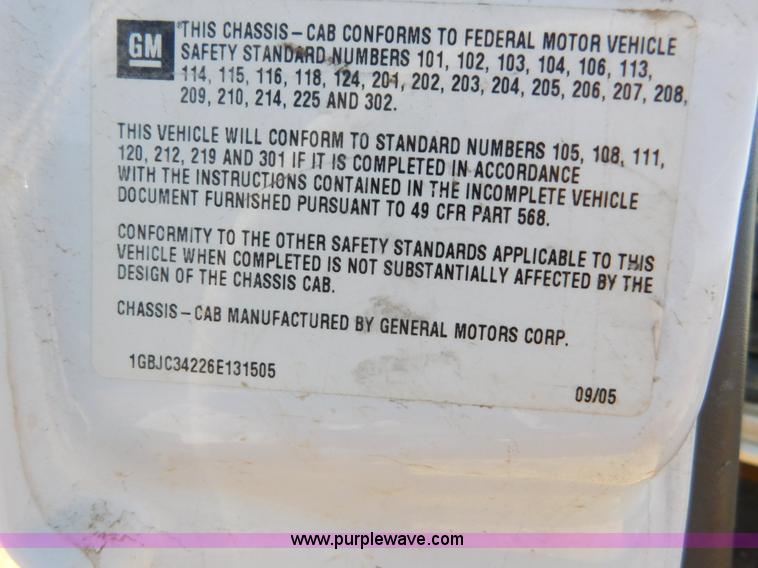 GM
THIS CHASSIS-CAB CONFORMS TO FEDERAL MOTOR VEHICLE
SAFETY STANDARD NUMBERS 101, 102, 103, 104, 106, 113,
114, 115, 116, 118, 124, 201, 202, 203, 204, 205, 206, 207, 208,
209, 210, 214, 225 AND 302.
THIS VEHICLE WILL CONFORM TO STANDARD NUMBERS 105, 108, 111,
120, 212, 219 AND 301 IF IT IS COMPLETED IN ACCORDANCE
WITH THE INSTRUCTIONS CONTAINED IN THE INCOMPLETE VEHICLE
DOCUMENT FURNISHED PURSUANT TO 49 CFR PART 568.
CONFORMITY TO THE OTHER SAFETY STANDARDS APPLICABLE TO THIS
VEHICLE WHEN COMPLETED IS NOT SUBSTANTIALLY AFFECTED BY THE
DESIGN OF THE CHASSIS CAB.
CHASSIS-CAB MANUFACTURED BY GENERAL MOTORS CORP.
1GBJC34226E131505
09/05
www.purplewave.com